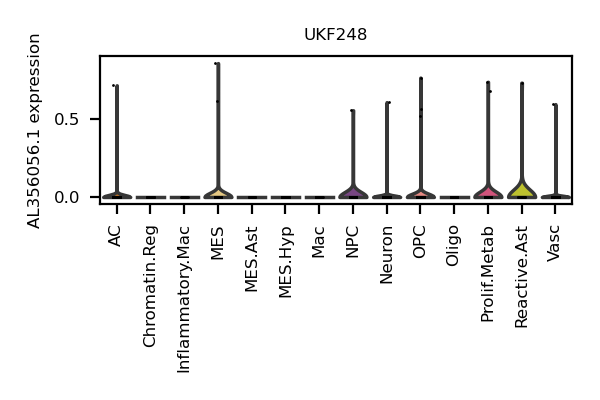 UKF248
AL356056.1 expression
0.5
0.0
AC
Chromatin.Reg
Inflammatory.Mac
MES
MES.Ast
MES.Hyp
Mac
NPC
Neuron
OPC
Oligo
Prolif.Metab
Reactive.Ast
Vasc